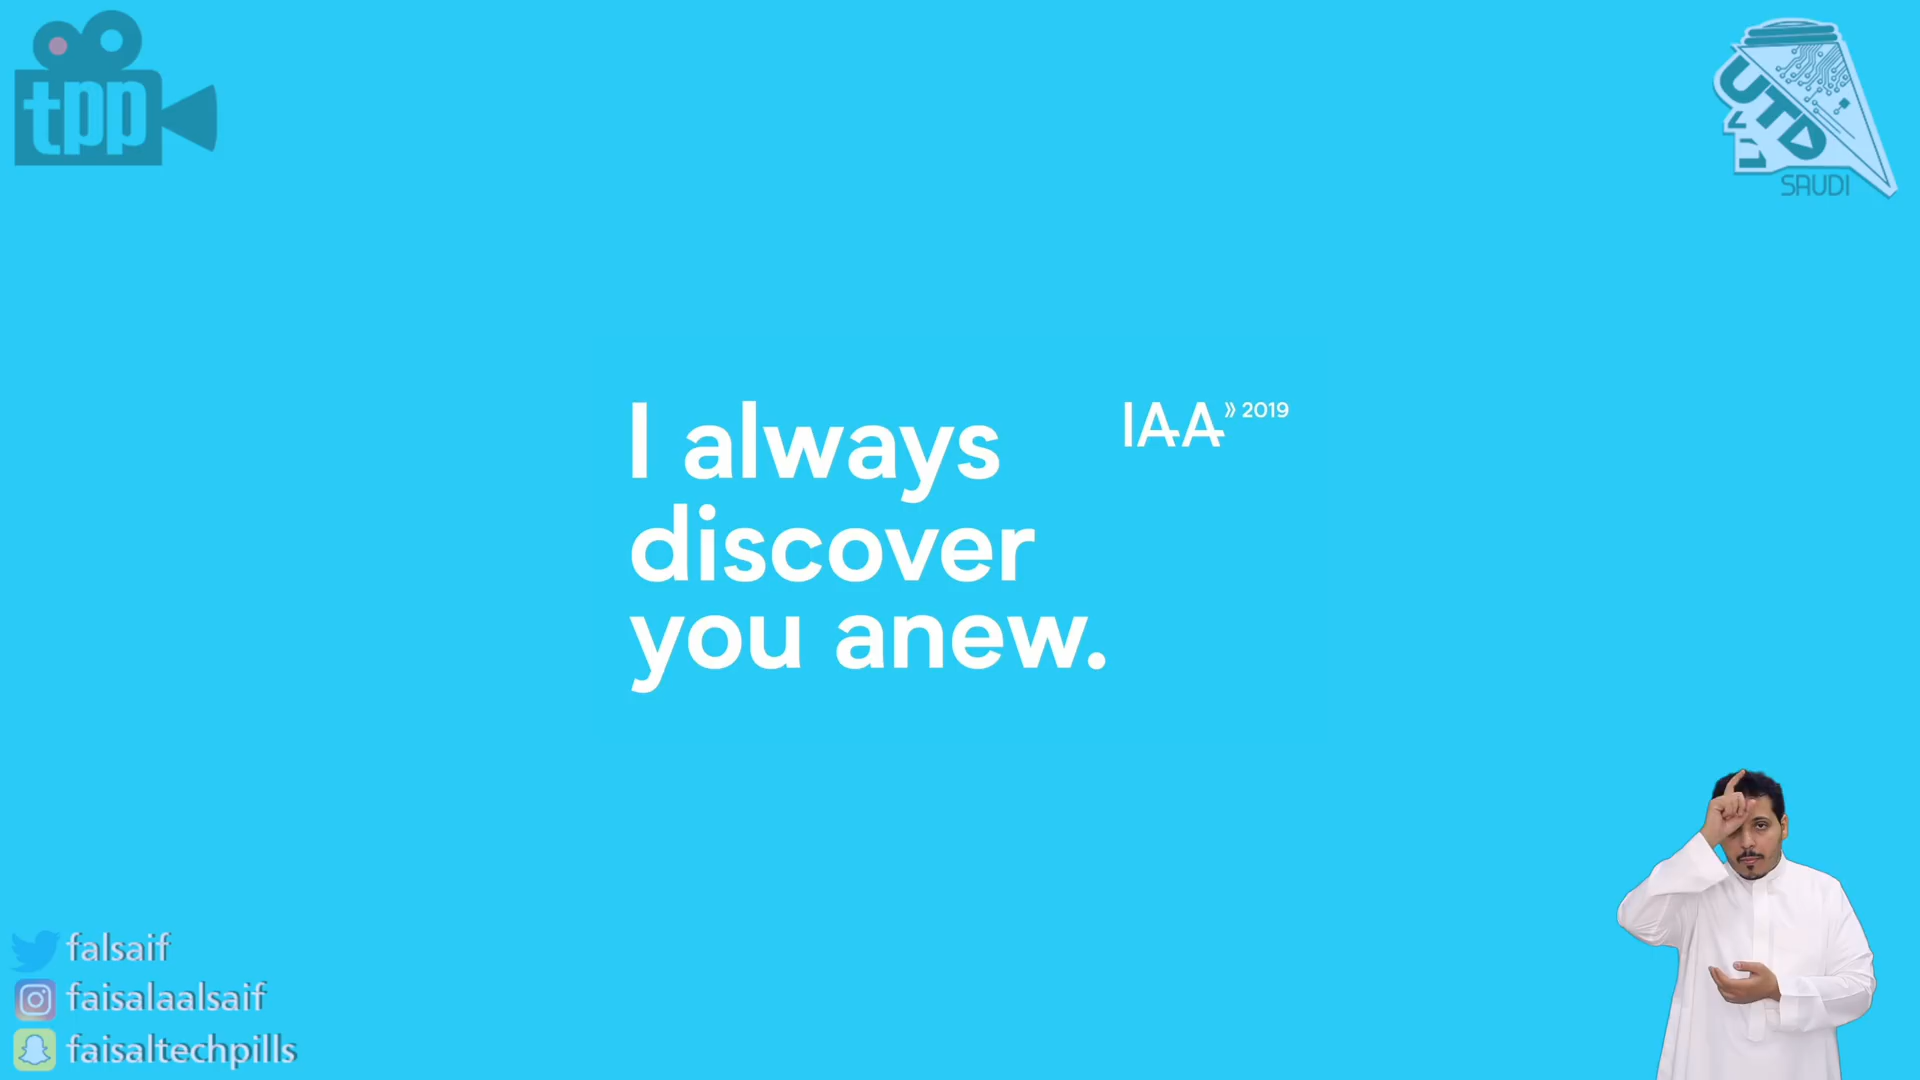 tpp
UTD
SAUDI
I always
discover
you anew.
IAA» 2019
falsaif
faisalaalsaif
faisaltechpills